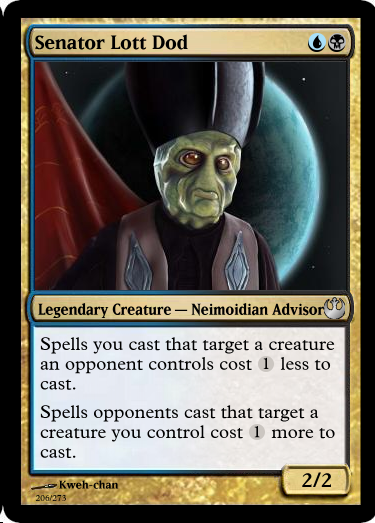 Senator Lott Dod
Legendary Creature — Neimoidian Advisor
Spells you cast that target a creature
an opponent controls cost 1 less to
cast.
Spells opponents cast that target a
creature you control cost 1 more to
cast.
2/2
Kweh-chan
206/273